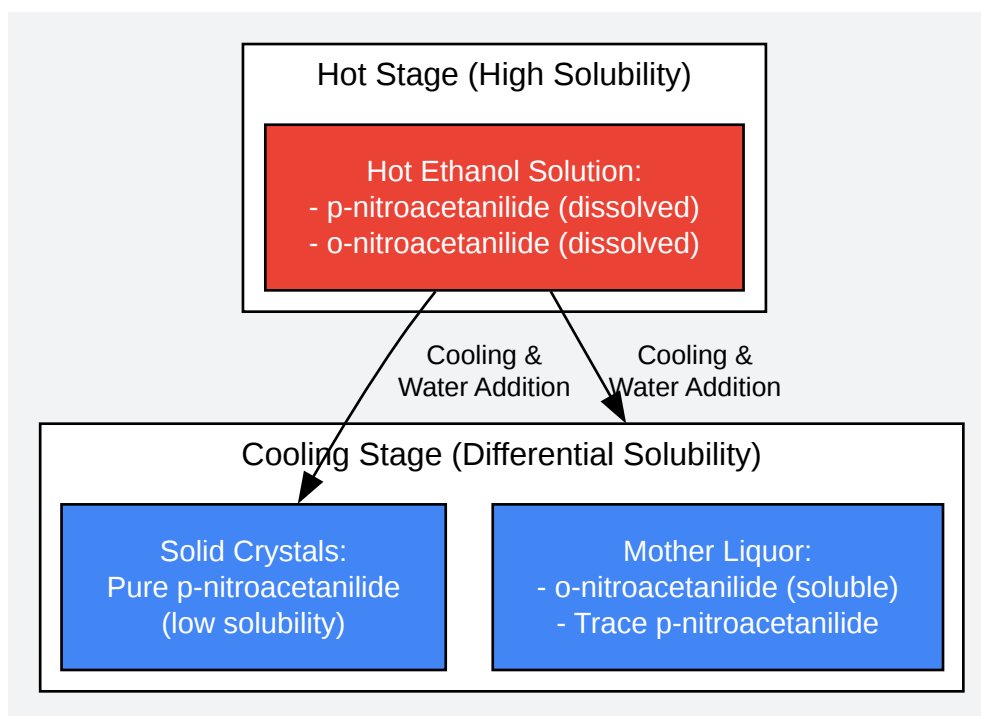 Hot Stage (High Solubility)
Hot Ethanol Solution:
- p-nitroacetanilide (dissolved)
- o-nitroacetanilide (dissolved)
Cooling &
Water Addition
Cooling &
Water Addition
Cooling Stage (Differential Solubility)
Solid Crystals:
Pure p-nitroacetanilide
(low solubility)
Mother Liquor:
- o-nitroacetanilide (soluble)
- Trace p-nitroacetanilide